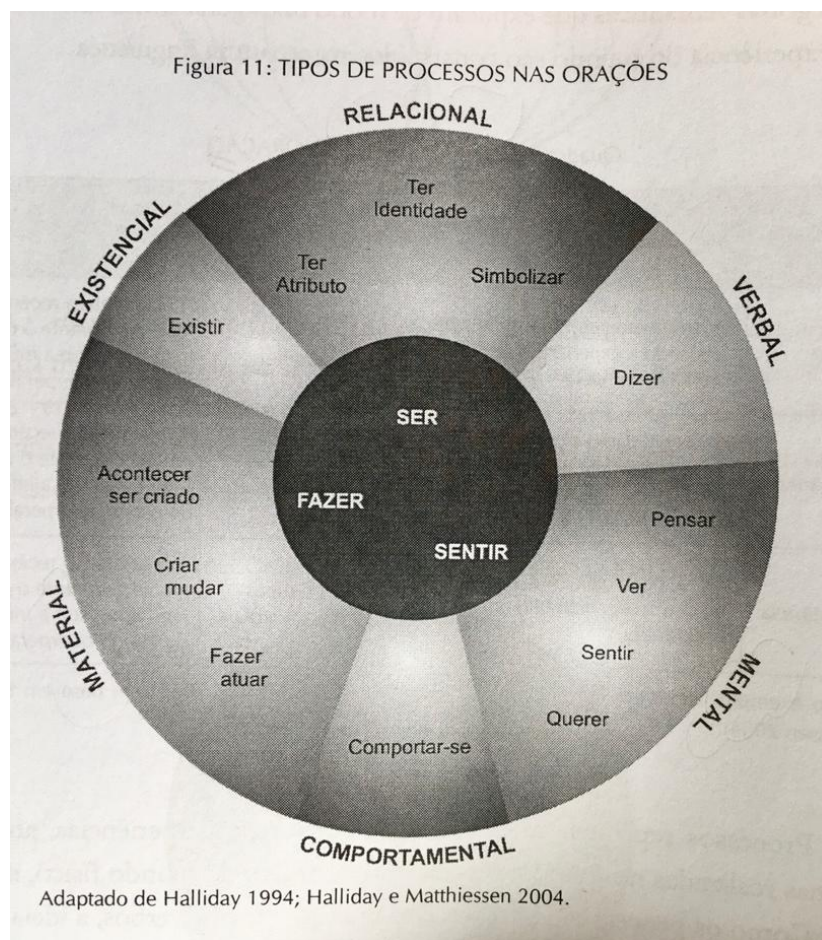 Figura 11: TIPOS DE PROCESSOS NAS ORAÇÕES
RELACIONAL
Ter
Identidade
Ter
Atributo
Simbolizar
EXISTENCIAL
Existir
VERBAL
Dizer
SER
FAZER
SENTIR
Acontecer
ser criado
Criar
mudar
Fazer
atuar
MATERIAL
Pensar
Ver
Sentir
Querer
MENTAL
Comportar-se
COMPORTAMENTAL
Adaptado de Halliday 1994; Halliday e Matthiessen 2004.